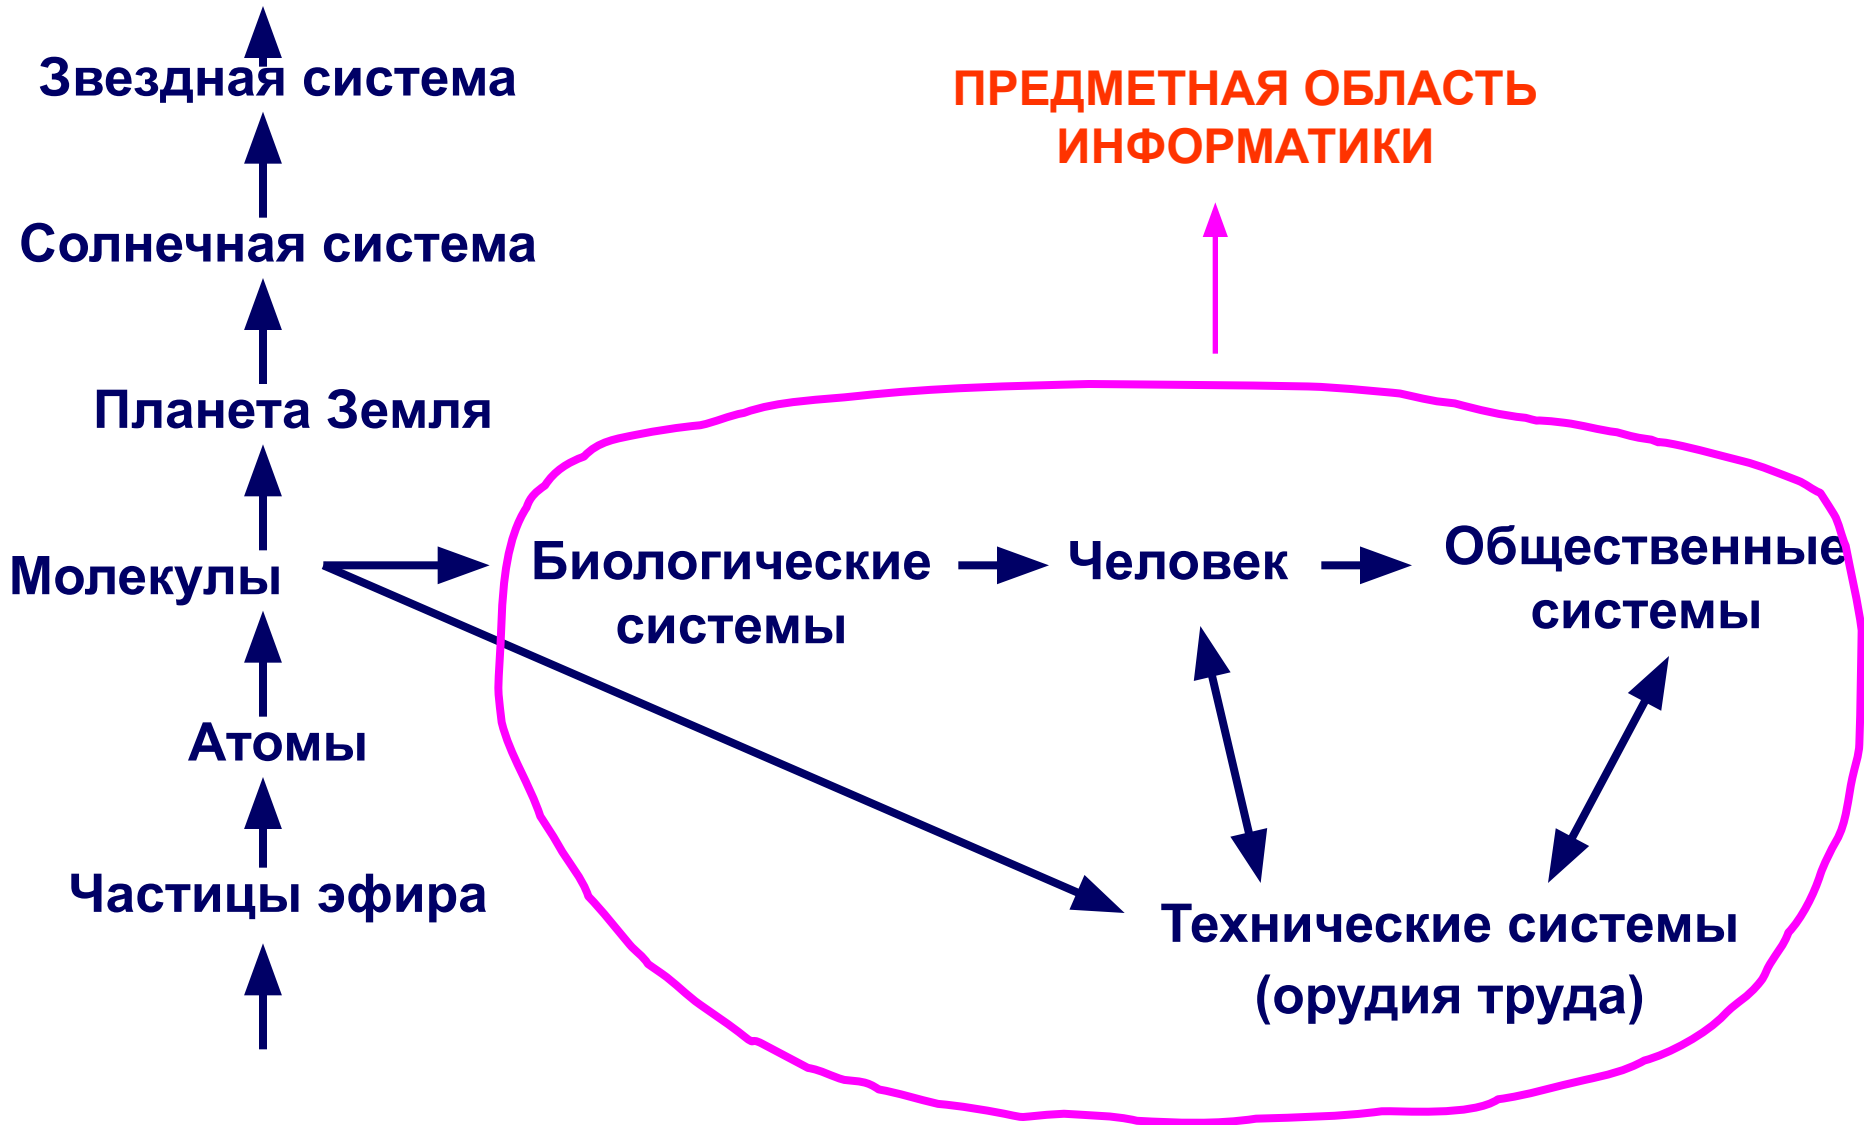 Звездная система
ПРЕДМЕТНАЯ ОБЛАСТЬ
ИНФОРМАТИКИ
Солнечная система
Планета Земля
Молекулы
Биологические
системы
Человек
Общественные
системы
Атомы
Частицы эфира
Технические системы
(орудия труда)